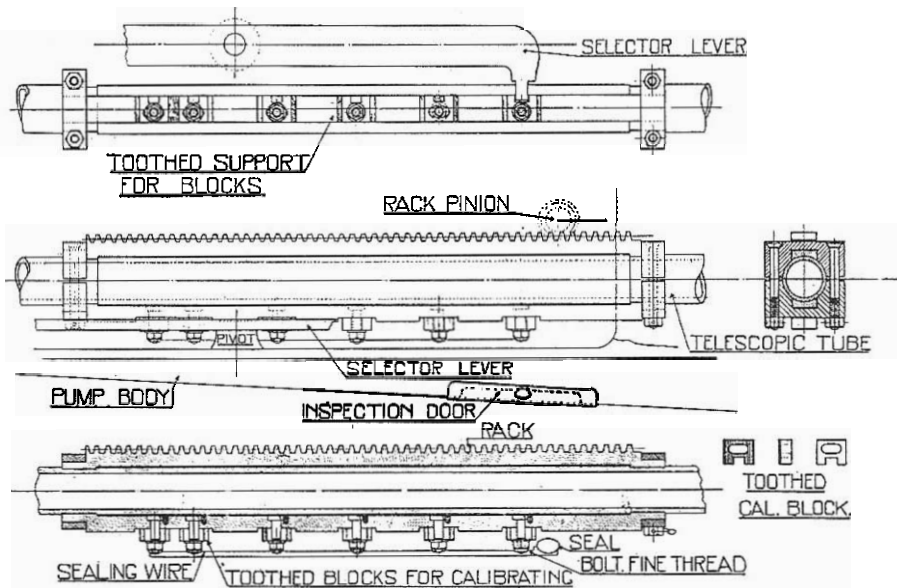 SELECTOR LEVER
TOOTHED SUPPORT
FOR BLOCKS
RACK PINION
PIVOT
TELESCOPIC TUBE
SELECTOR LEVER
PUMP BODY
INSPECTION DOOR
RACK
TOOTHED
CAL. BLOCK.
SEAL
BOLT. FINE THREAD
SEALING WIRE
TOOTHED BLOCKS FOR CALIBRATING